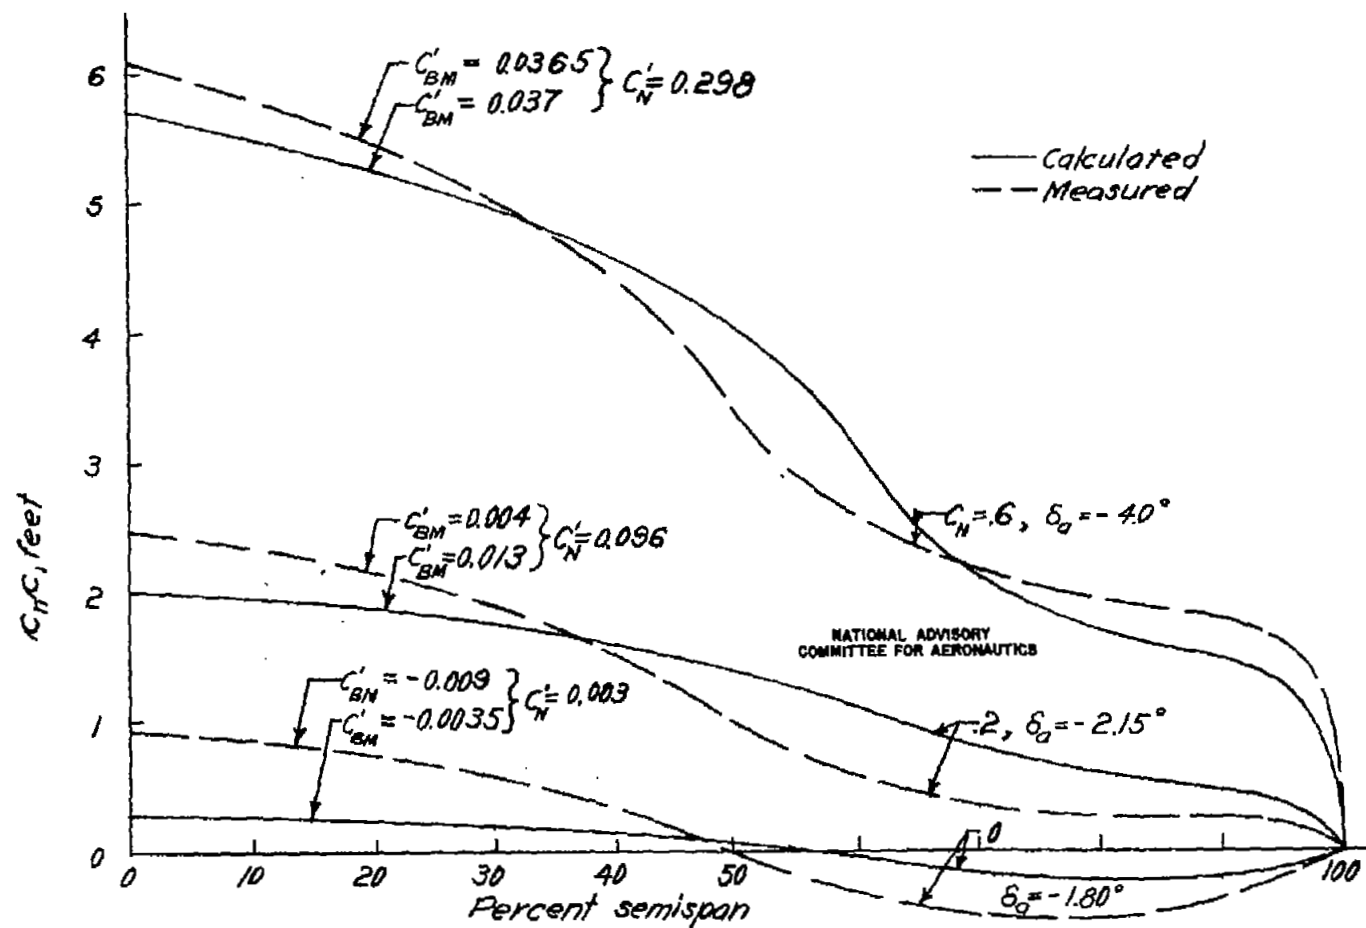 6
5
4
3
2
1
0
C'BM = 0.0365
C'BM = 0.037
} C'N = 0.298
Calculated
Measured
CN = .6, δa = -4.0°
C'BM = 0.004
C'BM = 0.013
} C'N = 0.096
NATIONAL ADVISORY
COMMITTEE FOR AERONAUTICS
C'BM = -0.009
C'BM = -0.0035
} C'N = 0.003
.2, δa = -2.15°
.0
δa = -1.80°
cnc, feet
0 10 20 30 40 50 100
Percent semispan